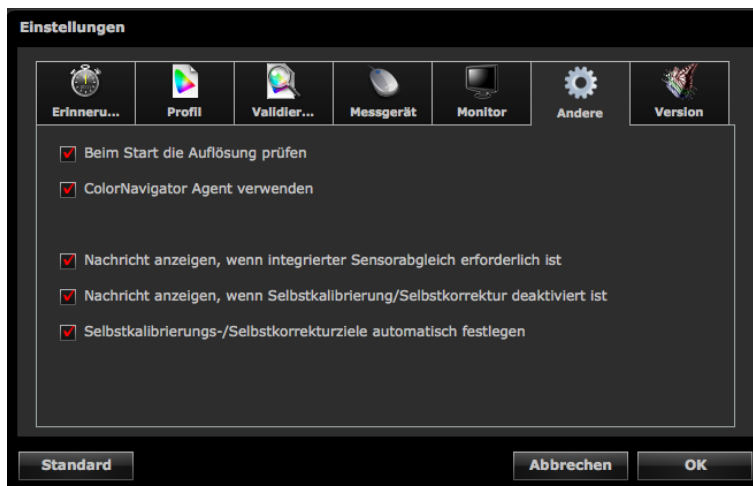 Einstellungen
Erinneru...
Profil
Validier...
Messgerät
Monitor
Andere
Version
Beim Start die Auflösung prüfen
ColorNavigator Agent verwenden
Nachricht anzeigen, wenn integrierter Sensorabgleich erforderlich ist
Nachricht anzeigen, wenn Selbstkalibrierung/Selbstkorrektur deaktiviert ist
Selbstkalibrierungs-/Selbstkorrekturziele automatisch festlegen
Standard
Abbrechen
OK